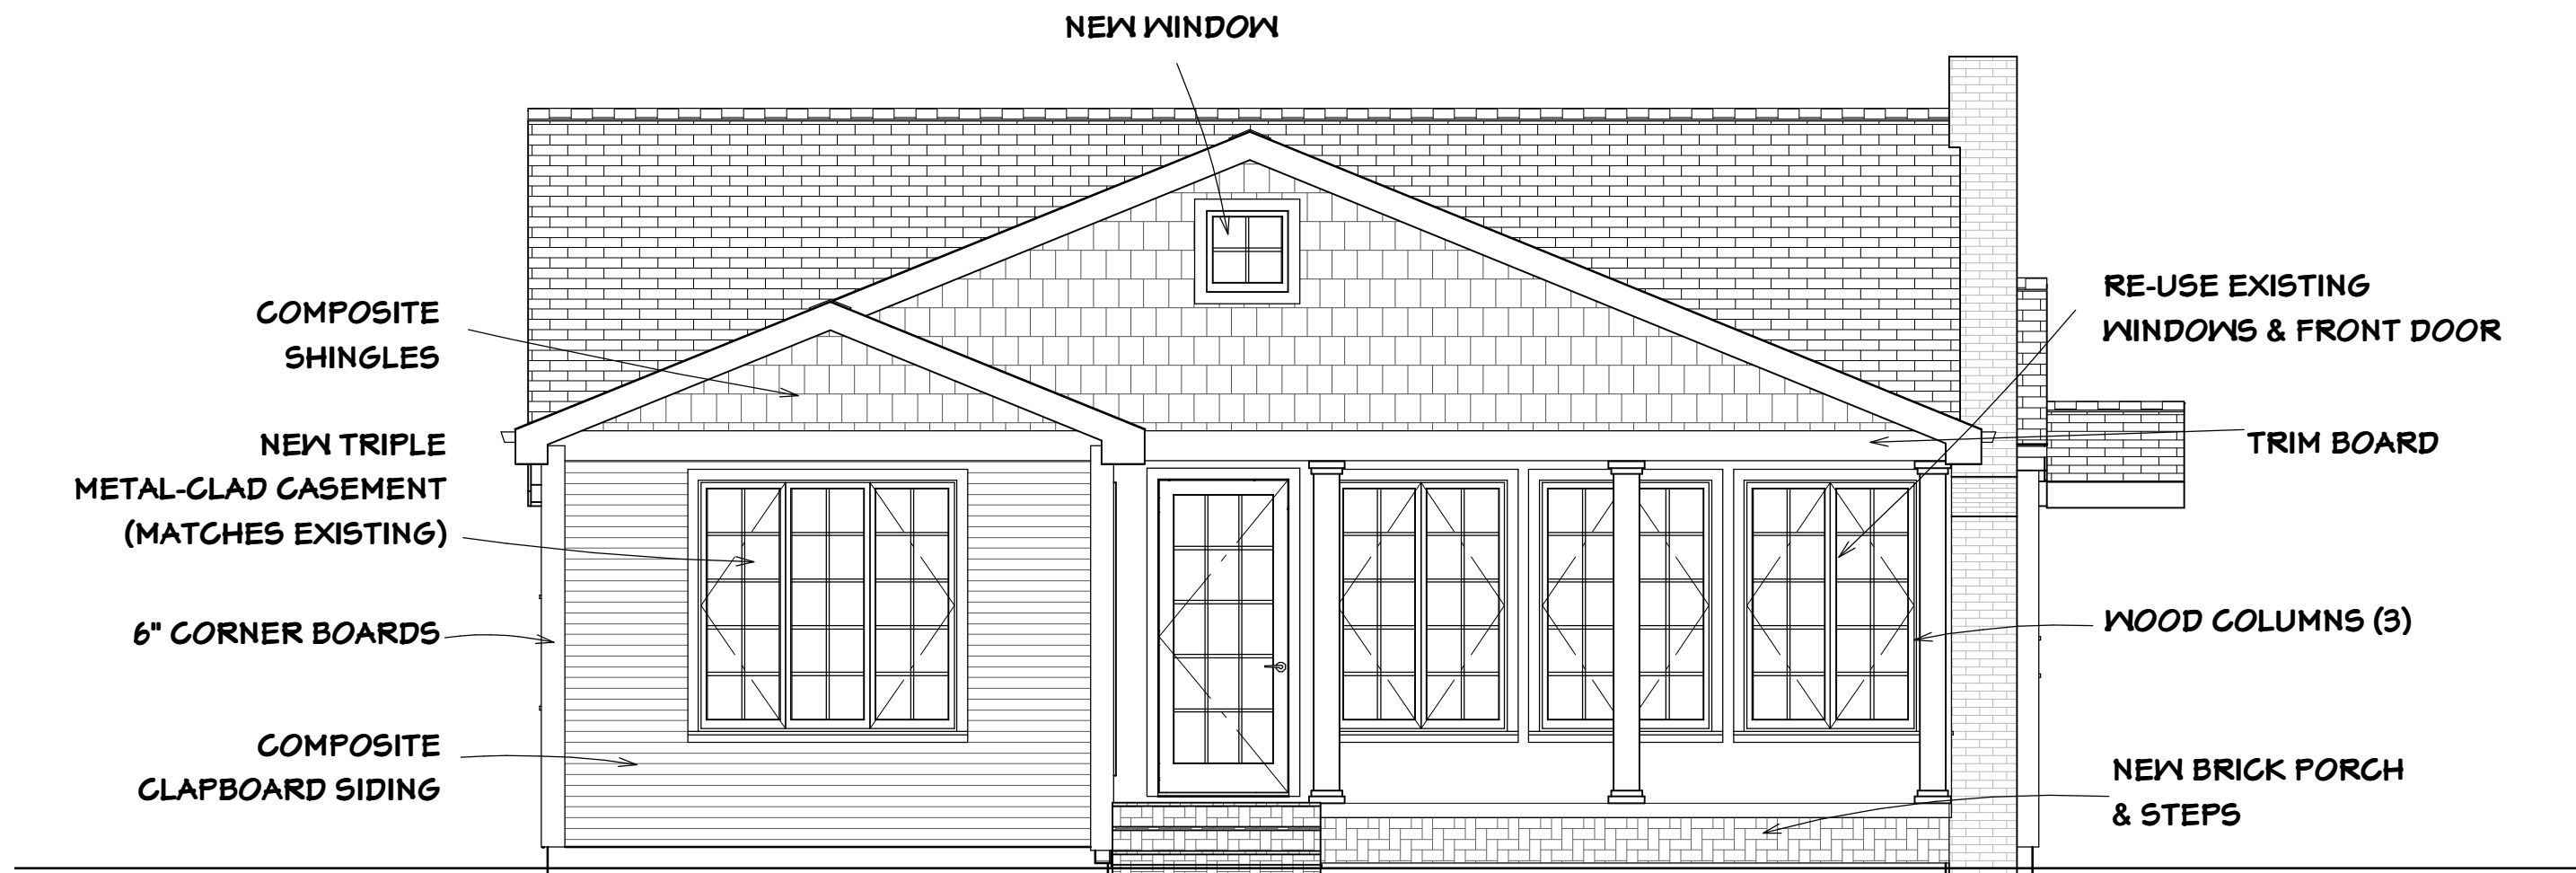 NEW WINDOW
COMPOSITE
SHINGLES
NEW TRIPLE
METAL-CLAD CASEMENT
(MATCHES EXISTING)
6" CORNER BOARDS
COMPOSITE
CLAPBOARD SIDING
RE-USE EXISTING
WINDOWS & FRONT DOOR
TRIM BOARD
WOOD COLUMNS (3)
NEW BRICK PORCH
& STEPS